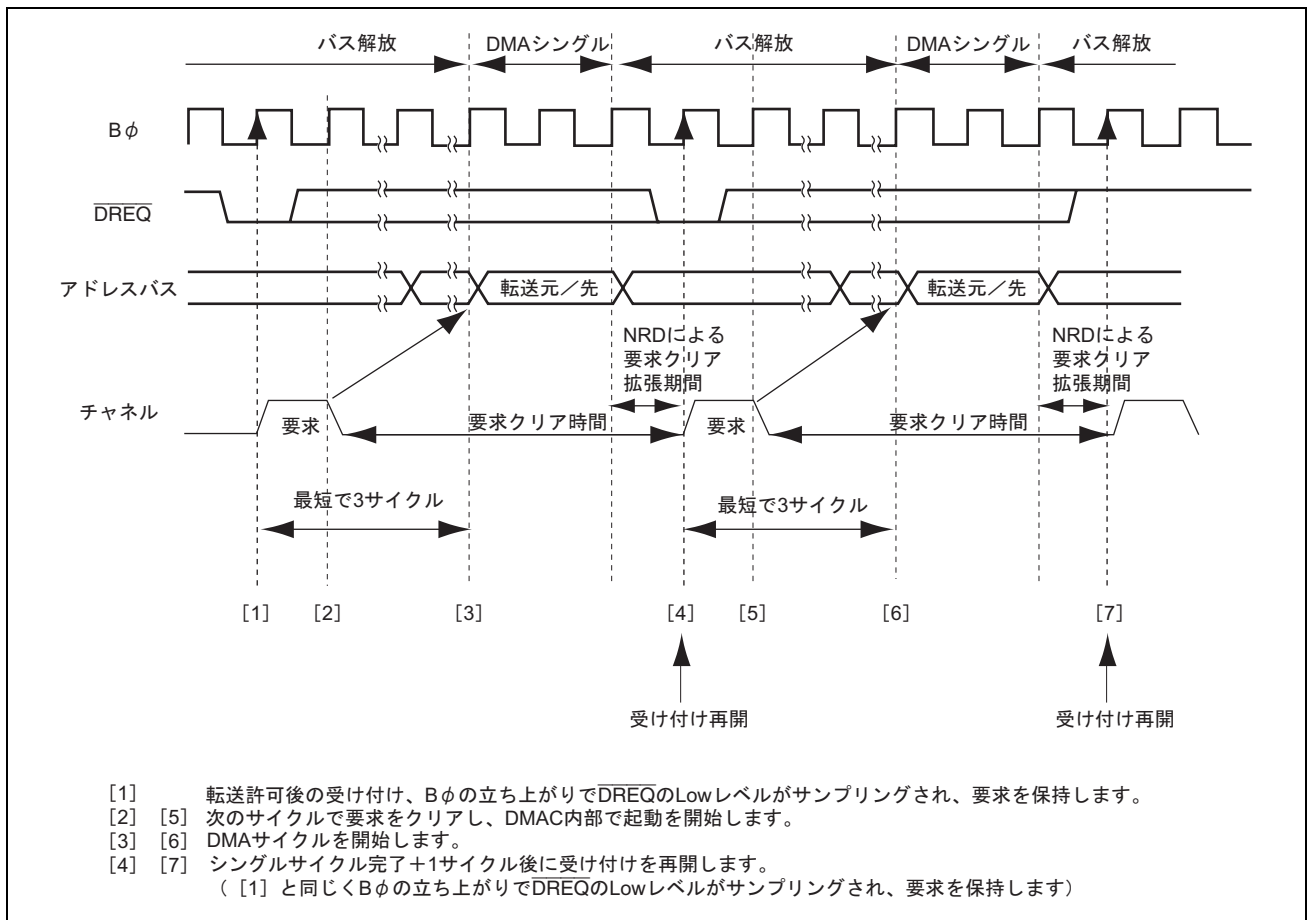 バス解放 DMAシングル バス解放 DMAシングル バス解放
Bφ
DREQ
アドレスバス 転送元／先 転送元／先
NRDによる NRDによる
要求クリア 要求クリア
拡張期間 拡張期間
チャネル 要求 要求クリア時間 要求 要求クリア時間
最短で3サイクル 最短で3サイクル
［1］ ［2］ ［3］ ［4］ ［5］ ［6］ ［7］
受け付け再開 受け付け再開
［1］ 転送許可後の受け付け、Bφの立ち上がりでDREQのLowレベルがサンプリングされ、要求を保持します。
［2］［5］ 次のサイクルで要求をクリアし、DMAC内部で起動を開始します。
［3］［6］ DMAサイクルを開始します。
［4］［7］ シングルサイクル完了＋1サイクル後に受け付けを再開します。
（［1］と同じくBφの立ち上がりでDREQのLowレベルがサンプリングされ、要求を保持します）